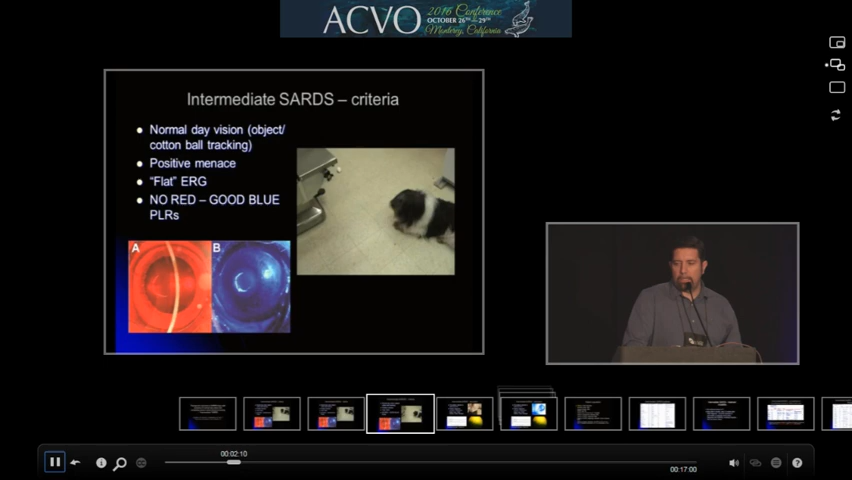 ACVO
2016 Conference
OCTOBER 26TH - 29TH
Monterey, California
Intermediate SARDS – criteria
Normal day vision (object/
cotton ball tracking)
Positive menace
"Flat" ERG
NO RED – GOOD BLUE
PLRs
A
B
00:02:10
00:17:00